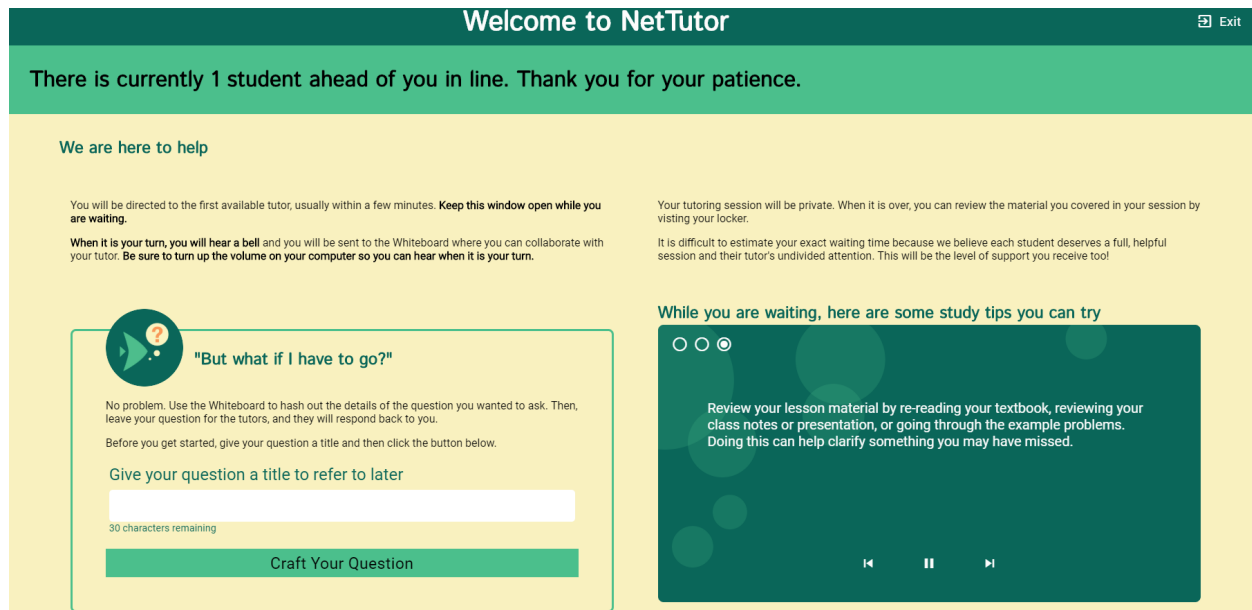 Welcome to NetTutor
Exit
There is currently 1 student ahead of you in line. Thank you for your patience.
We are here to help
You will be directed to the first available tutor, usually within a few minutes. Keep this window open while you
are waiting.
When it is your turn, you will hear a bell and you will be sent to the Whiteboard where you can collaborate with
your tutor. Be sure to turn up the volume on your computer so you can hear when it is your turn.
Your tutoring session will be private. When it is over, you can review the material you covered in your session by
visting your locker.
It is difficult to estimate your exact waiting time because we believe each student deserves a full, helpful
session and their tutor's undivided attention. This will be the level of support you receive too!
?
"But what if I have to go?"
No problem. Use the Whiteboard to hash out the details of the question you wanted to ask. Then,
leave your question for the tutors, and they will respond back to you.
Before you get started, give your question a title and then click the button below.
Give your question a title to refer to later
30 characters remaining
Craft Your Question
While you are waiting, here are some study tips you can try
Review your lesson material by re-reading your textbook, reviewing your
class notes or presentation, or going through the example problems.
Doing this can help clarify something you may have missed.